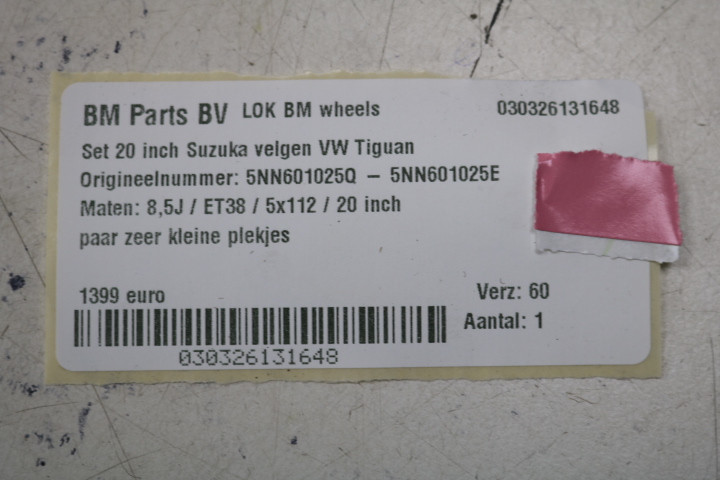 BM Parts BV LOK BM wheels 030326131648
Set 20 inch Suzuka velgen VW Tiguan
Origineelnummer: 5NN601025Q – 5NN601025E
Maten: 8,5J / ET38 / 5x112 / 20 inch
paar zeer kleine plekjes
1399 euro Verz: 60
Aantal: 1
030326131648